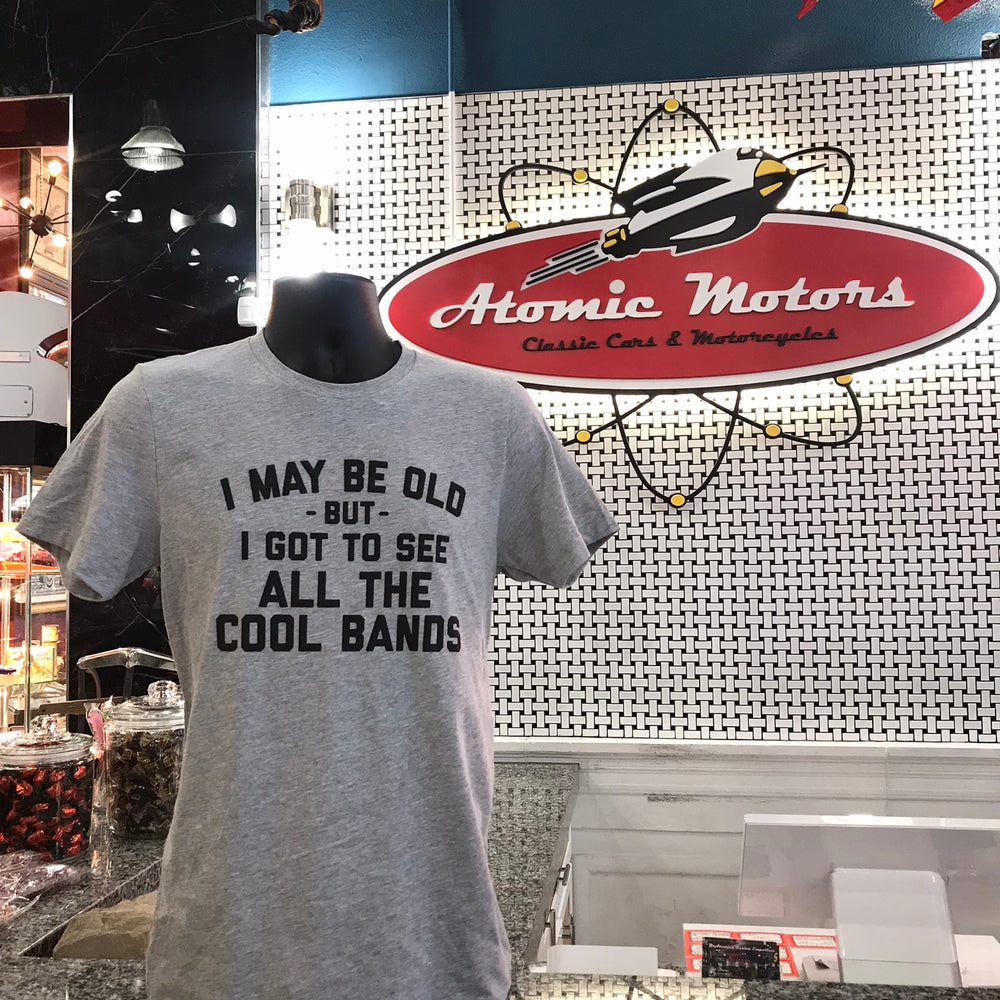 Atomic Motors
Classic Cars & Motorcycles
I MAY BE OLD
- BUT -
I GOT TO SEE
ALL THE
COOL BANDS